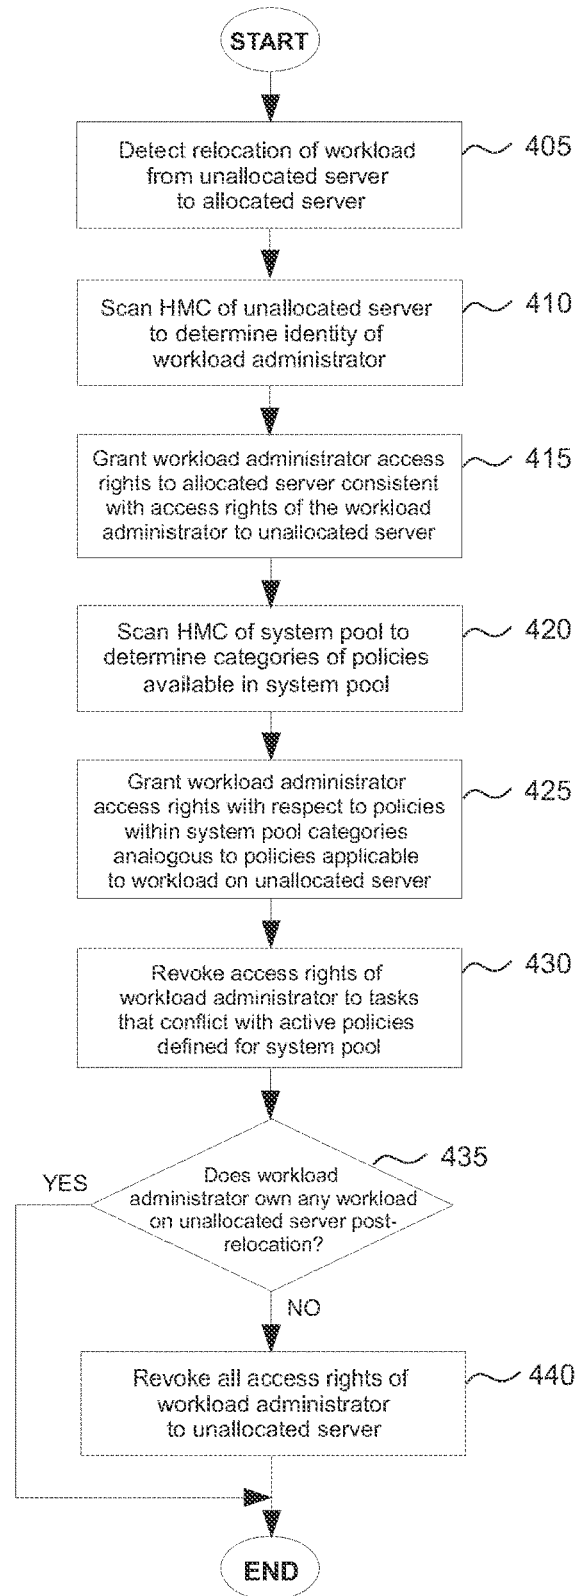 START
Detect relocation of workload
from unallocated server
to allocated server
405
Scan HMC of unallocated server
to determine identity of
workload administrator
410
Grant workload administrator access
rights to allocated server consistent
with access rights of the workload
administrator to unallocated server
415
Scan HMC of system pool to
determine categories of policies
available in system pool
420
Grant workload administrator
access rights with respect to policies
within system pool categories
analogous to policies applicable
to workload on unallocated server
425
Revoke access rights of
workload administrator to tasks
that conflict with active policies
defined for system pool
430
435
YES
Does workload
administrator own any workload
on unallocated server post-
relocation?
NO
Revoke all access rights of
workload administrator
to unallocated server
440
END